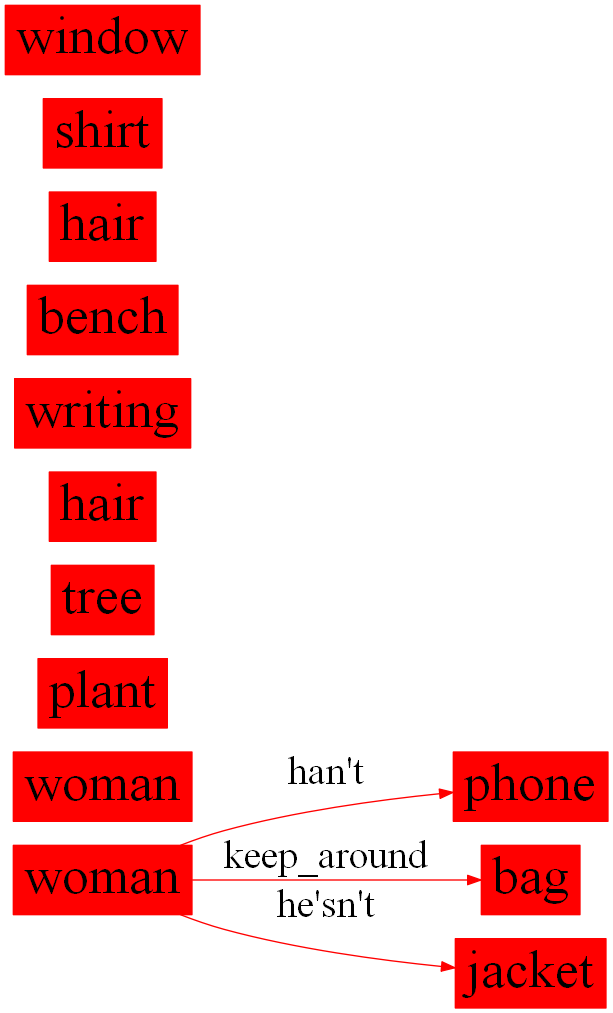 window
shirt
hair
bench
writing
hair
tree
plant
woman
han't
phone
woman
keep_around
bag
he'sn't
jacket